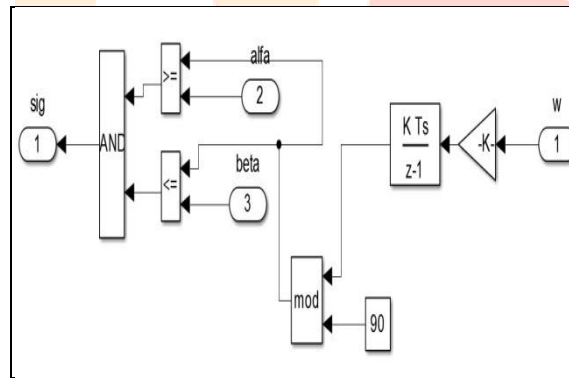 alfa
>=
2
sig
1
AND
<=
beta
3
K Ts
z-1
-K-
w
1
mod
90